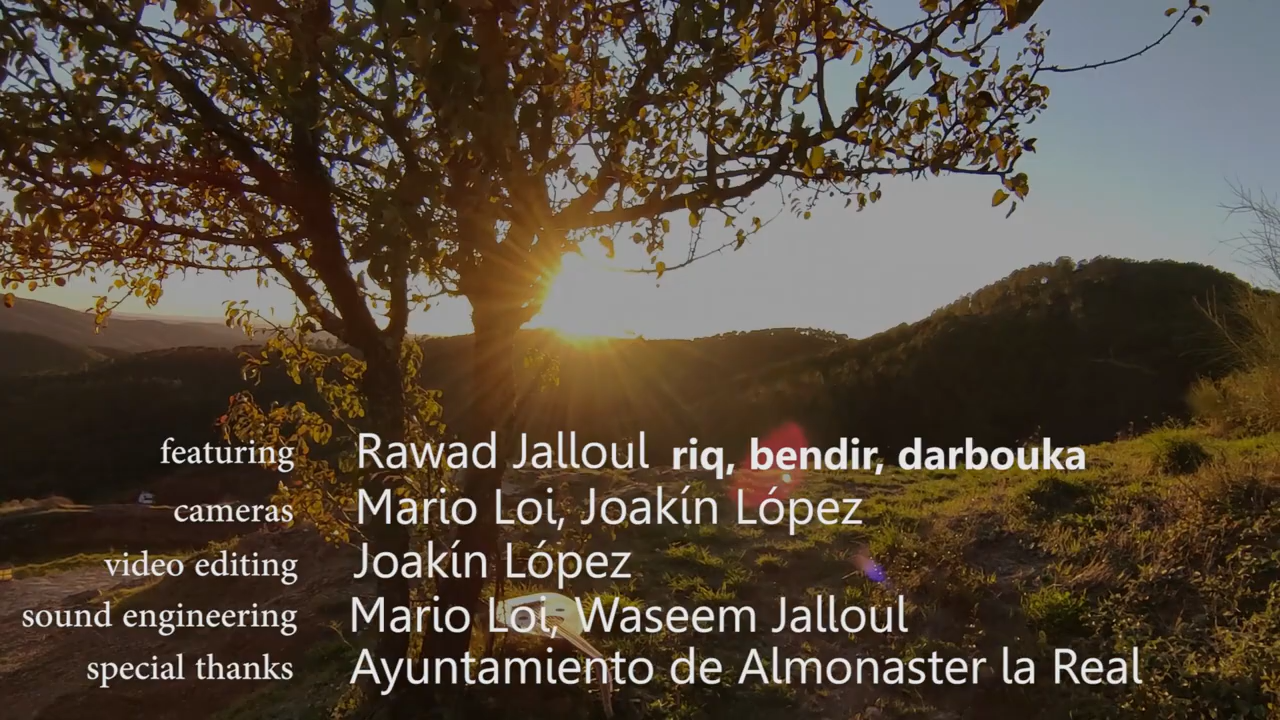 featuring Rawad Jalloul riq, bendir, darbouka
cameras Mario Loi, Joakín López
video editing Joakín López
sound engineering Mario Loi, Waseem Jalloul
special thanks Ayuntamiento de Almonaster la Real